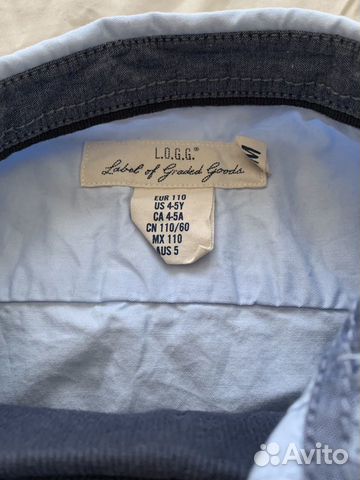 L.O.G.G.®
Label of Graded Goods
EUR 110
US 4-5Y
CA 4-5A
CN 110/60
MX 110
AUS 5
Avito